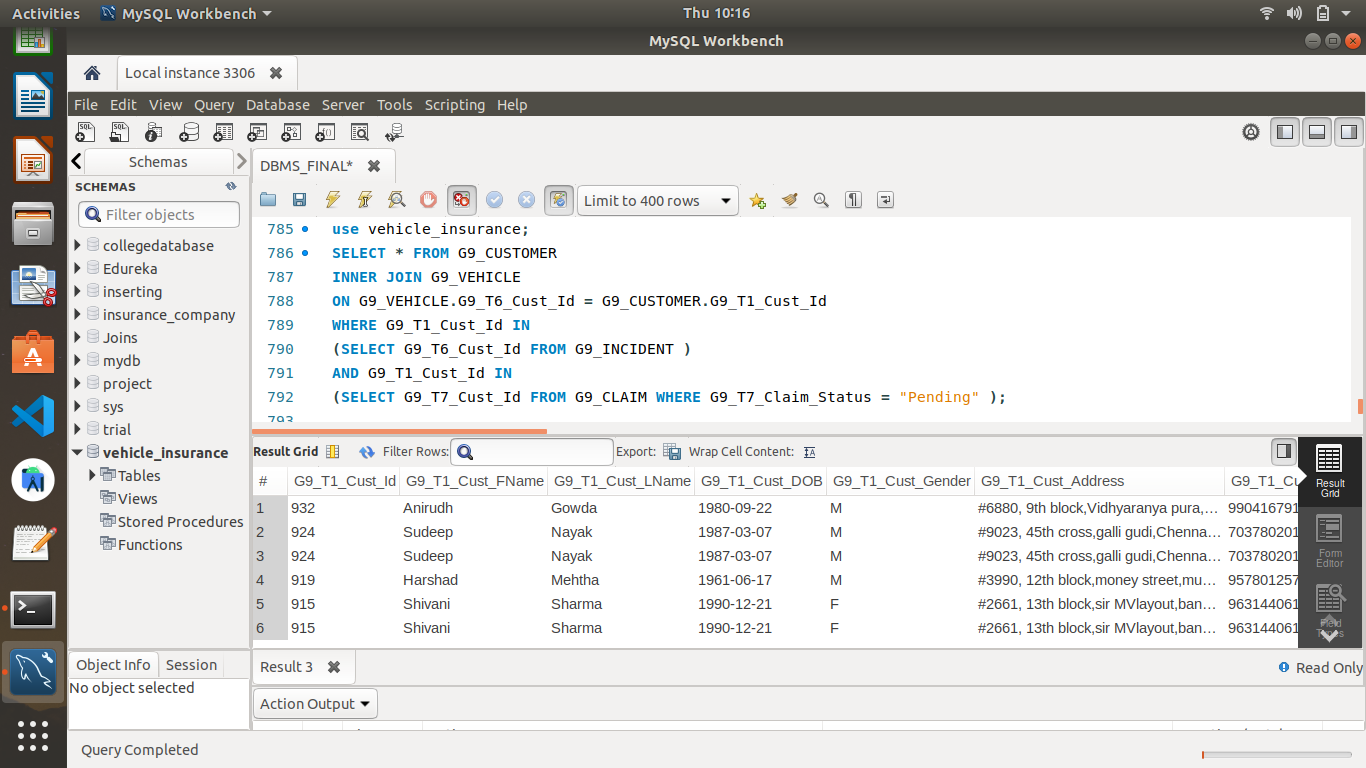 Activities MySQL Workbench Thu 10:16
MySQL Workbench
Local instance 3306
File Edit View Query Database Server Tools Scripting Help
Schemas
SCHEMAS
Filter objects
collegedatabase
Edureka
inserting
insurance_company
Joins
mydb
project
sys
trial
vehicle_insurance
Tables
Views
Stored Procedures
Functions
Object Info Session
No object selected
DBMS_FINAL*
Limit to 400 rows
785 use vehicle_insurance;
786 SELECT * FROM G9_CUSTOMER
787 INNER JOIN G9_VEHICLE
788 ON G9_VEHICLE.G9_T6_Cust_Id = G9_CUSTOMER.G9_T1_Cust_Id
789 WHERE G9_T1_Cust_Id IN
790 (SELECT G9_T6_Cust_Id FROM G9_INCIDENT )
791 AND G9_T1_Cust_Id IN
792 (SELECT G9_T7_Cust_Id FROM G9_CLAIM WHERE G9_T7_Claim_Status = "Pending" );
793
Result Grid Filter Rows: Export: Wrap Cell Content:
# G9_T1_Cust_Id G9_T1_Cust_FName G9_T1_Cust_LName G9_T1_Cust_DOB G9_T1_Cust_Gender G9_T1_Cust_Address G9_T1_Cu
1 932 Anirudh Gowda 1980-09-22 M #6880, 9th block,Vidhyaranya pura,… 990416791
2 924 Sudeep Nayak 1987-03-07 M #9023, 45th cross,galli gudi,Chenna… 703780201
3 924 Sudeep Nayak 1987-03-07 M #9023, 45th cross,galli gudi,Chenna… 703780201
4 919 Harshad Mehtha 1961-06-17 M #3990, 12th block,money street,mu… 957801257
5 915 Shivani Sharma 1990-12-21 F #2661, 13th block,sir MVlayout,ban… 963144061
6 915 Shivani Sharma 1990-12-21 F #2661, 13th block,sir MVlayout,ban… 963144061
Result
Grid
Form
Editor
Field
Types
Result 3
Read Only
Action Output
Query Completed